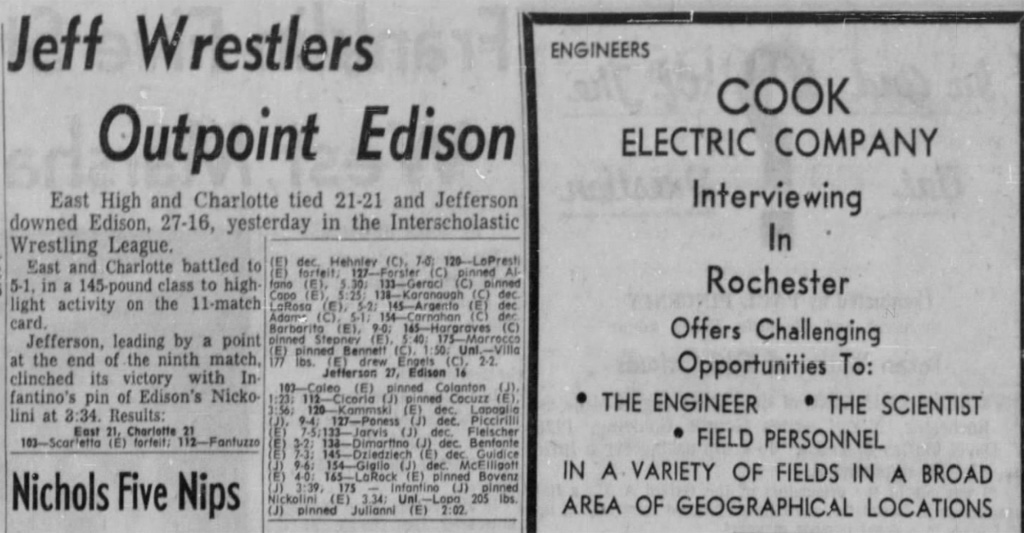 Jeff Wrestlers
Outpoint Edison
East High and Charlotte tied 21-21 and Jefferson
downed Edison, 27-16, yesterday in the Interscholastic
Wrestling League.
East and Charlotte battled to
5-1, in a 145-pound class to high-
light activity on the 11-match
card.
Jefferson, leading by a point
at the end of the ninth match,
clinched its victory with In-
fantino's pin of Edison's Nicko-
lini at 3:34. Results:
East 21, Charlotte 21
103—Scarfetta (E) forfeit; 112—Fantuzzo
(E) dec. Hehnley (C), 7-0; 120—LoPresti
(E) forfeit; 127—Forster (C) pinned Al-
fano (E), 5.30; 133—Geraci (C) pinned
Capo (E), 5:25; 138—Karanaugh (C) dec.
LaRosa (E), 5-2; 145—Argento (E) dec.
Adams (C), 5-1; 154—Carnahan (C) dec.
Barbarito (E), 9-0; 165—Hargraves (C)
pinned Stepney (E), 5:40; 175—Marrocco
(E) pinned Bennett (C), 1:50; Unl.—Villa
177 lbs. (E) drew Engels (C), 2-2.
Jefferson 27, Edison 16
103—Caleo (E) pinned Colanton (J),
1:23; 112—Cicoria (J) pinned Cocuzz (E),
3:56; 120—Kammski (E) dec. Lapaglia
(J), 9-4; 127—Poness (J) dec. Piccirilli
(E) 7-5; 133—Jarvis (J) dec. Fleischer
(E) 3-2; 138—Dimartino (J) dec. Benfante
(E) 7-3; 145—Dziedziech (E) dec. Guidice
(J) 9-6; 154—Giglio (J) dec. McElligott
(E) 4-0; 165—LaRock (E) pinned Bovenz
(J) 2:39, 175 — Infantino (J) pinned
Nickolini (E) 3.34; Unl.—Lopa 205 lbs.
(J) pinned Julianni (E) 2:02.
Nichols Five Nips
ENGINEERS
COOK
ELECTRIC COMPANY
Interviewing
In
Rochester
Offers Challenging
Opportunities To:
• THE ENGINEER • THE SCIENTIST
• FIELD PERSONNEL
IN A VARIETY OF FIELDS IN A BROAD
AREA OF GEOGRAPHICAL LOCATIONS